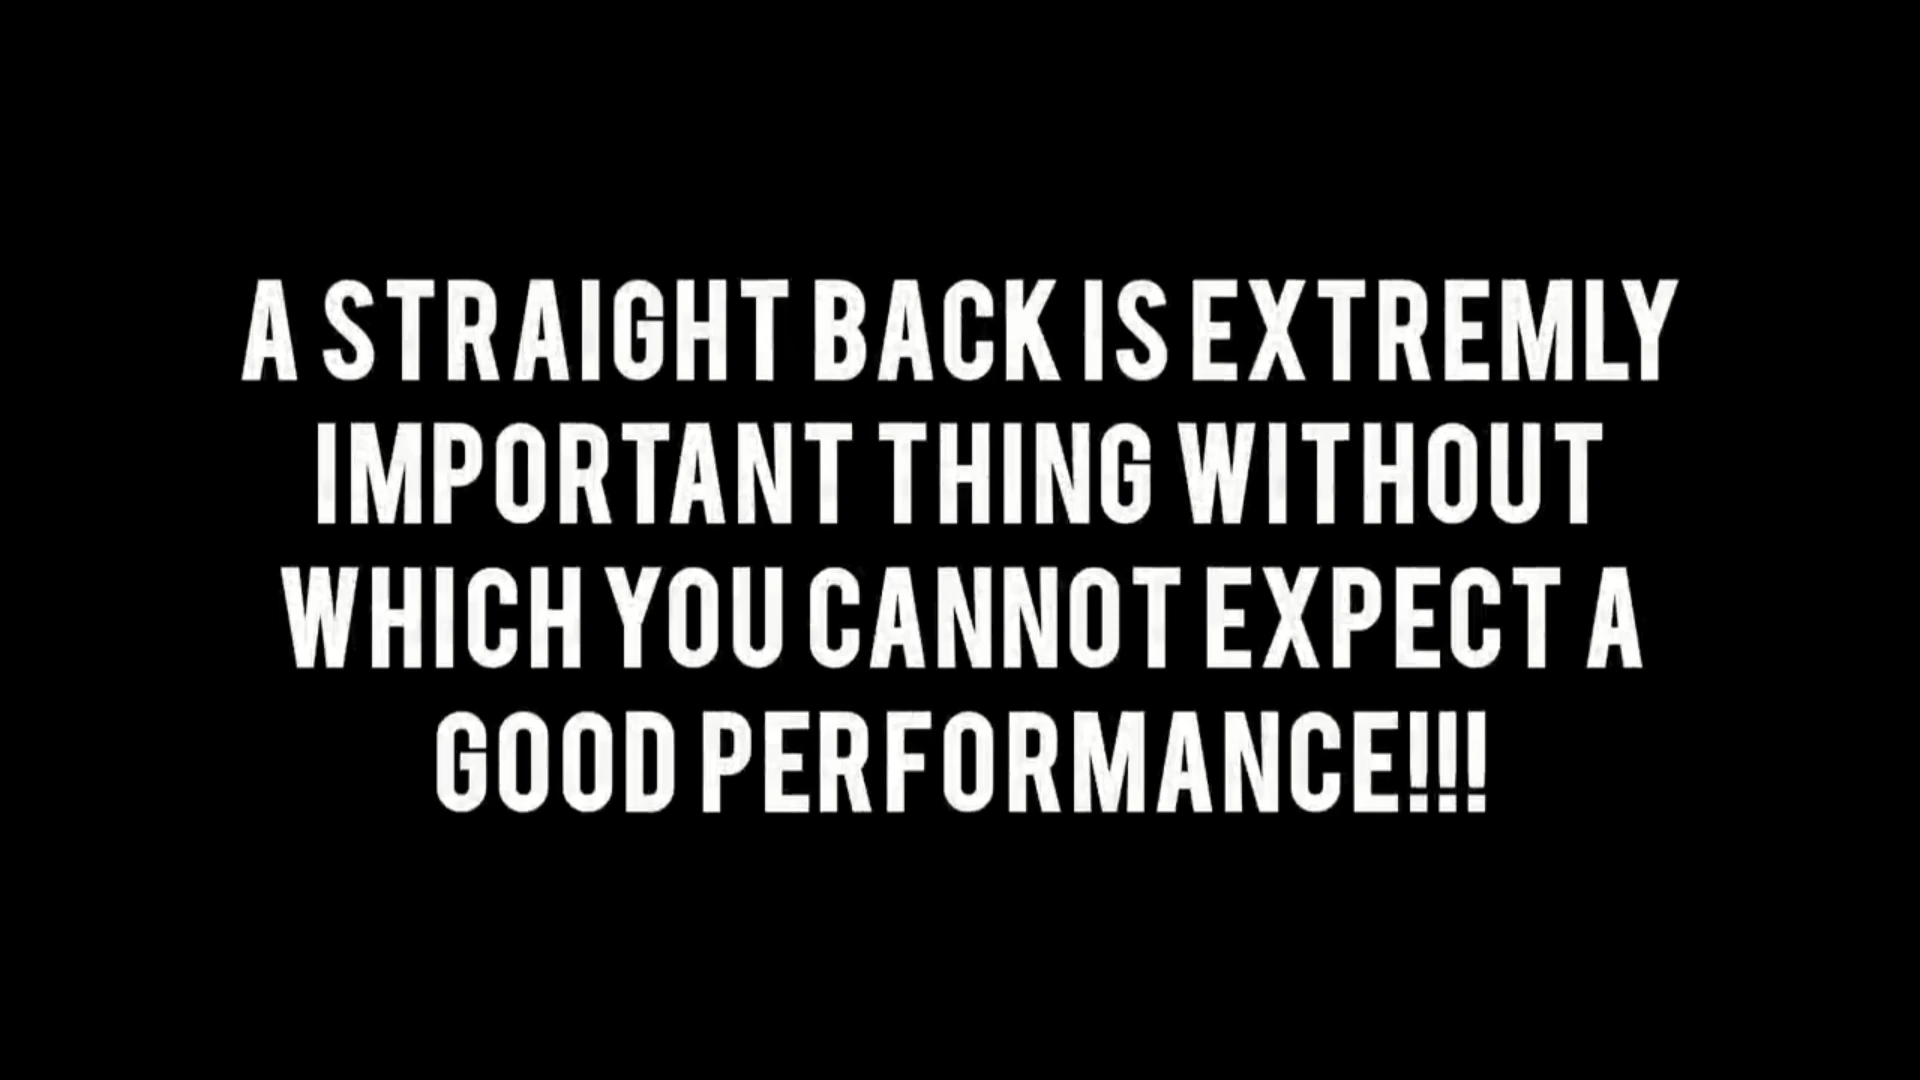 A STRAIGHT BACK IS EXTREMLY
IMPORTANT THING WITHOUT
WHICH YOU CANNOT EXPECT A
GOOD PERFORMANCE!!!